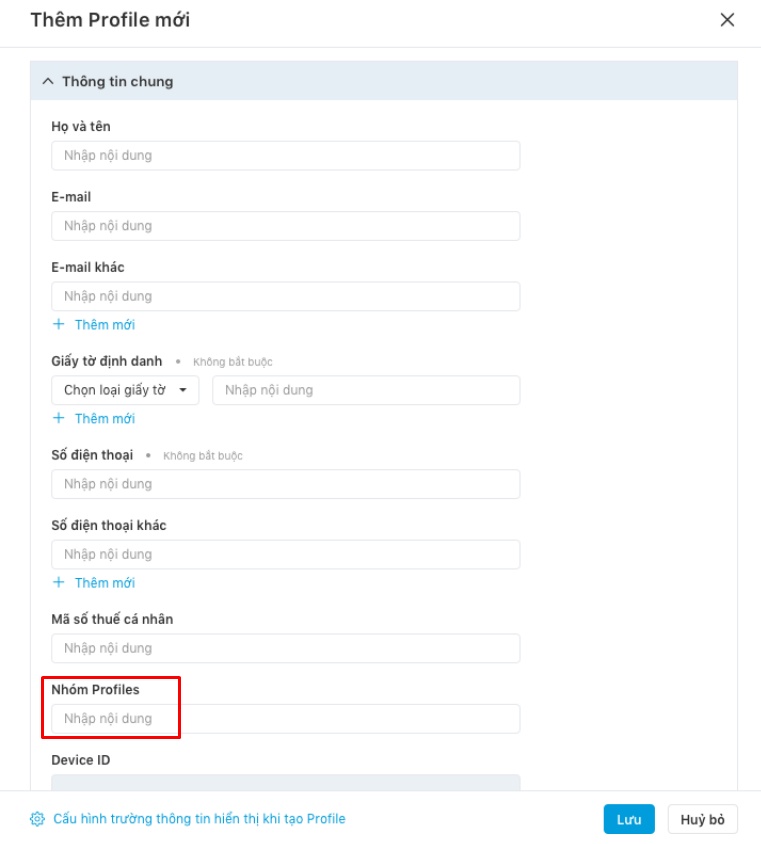 Thêm Profile mới
Thông tin chung
Họ và tên
Nhập nội dung
E-mail
Nhập nội dung
E-mail khác
Nhập nội dung
+ Thêm mới
Giấy tờ định danh • Không bắt buộc
Chọn loại giấy tờ Nhập nội dung
+ Thêm mới
Số điện thoại • Không bắt buộc
Nhập nội dung
Số điện thoại khác
Nhập nội dung
+ Thêm mới
Mã số thuế cá nhân
Nhập nội dung
Nhóm Profiles
Nhập nội dung
Device ID
Cấu hình trường thông tin hiển thị khi tạo Profile Lưu Huỷ bỏ